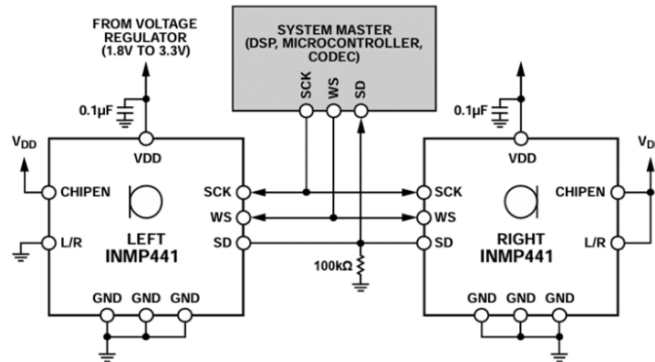 FROM VOLTAGE
REGULATOR
(1.8V TO 3.3V)
SYSTEM MASTER
(DSP, MICROCONTROLLER,
CODEC)
SCK
WS
SD
0.1µF
0.1µF
VDD
VDD
VDD
VD
CHIPEN
SCK
SCK
CHIPEN
WS
WS
L/R
LEFT
INMP441
SD
SD
RIGHT
INMP441
L/R
100kΩ
GND GND GND
GND GND GND